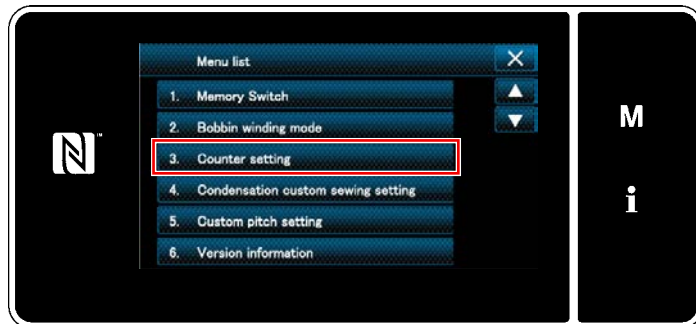 Menu list
1. Memory Switch
2. Bobbin winding mode
3. Counter setting
4. Condensation custom sewing setting
5. Custom pitch setting
6. Version information
M
i